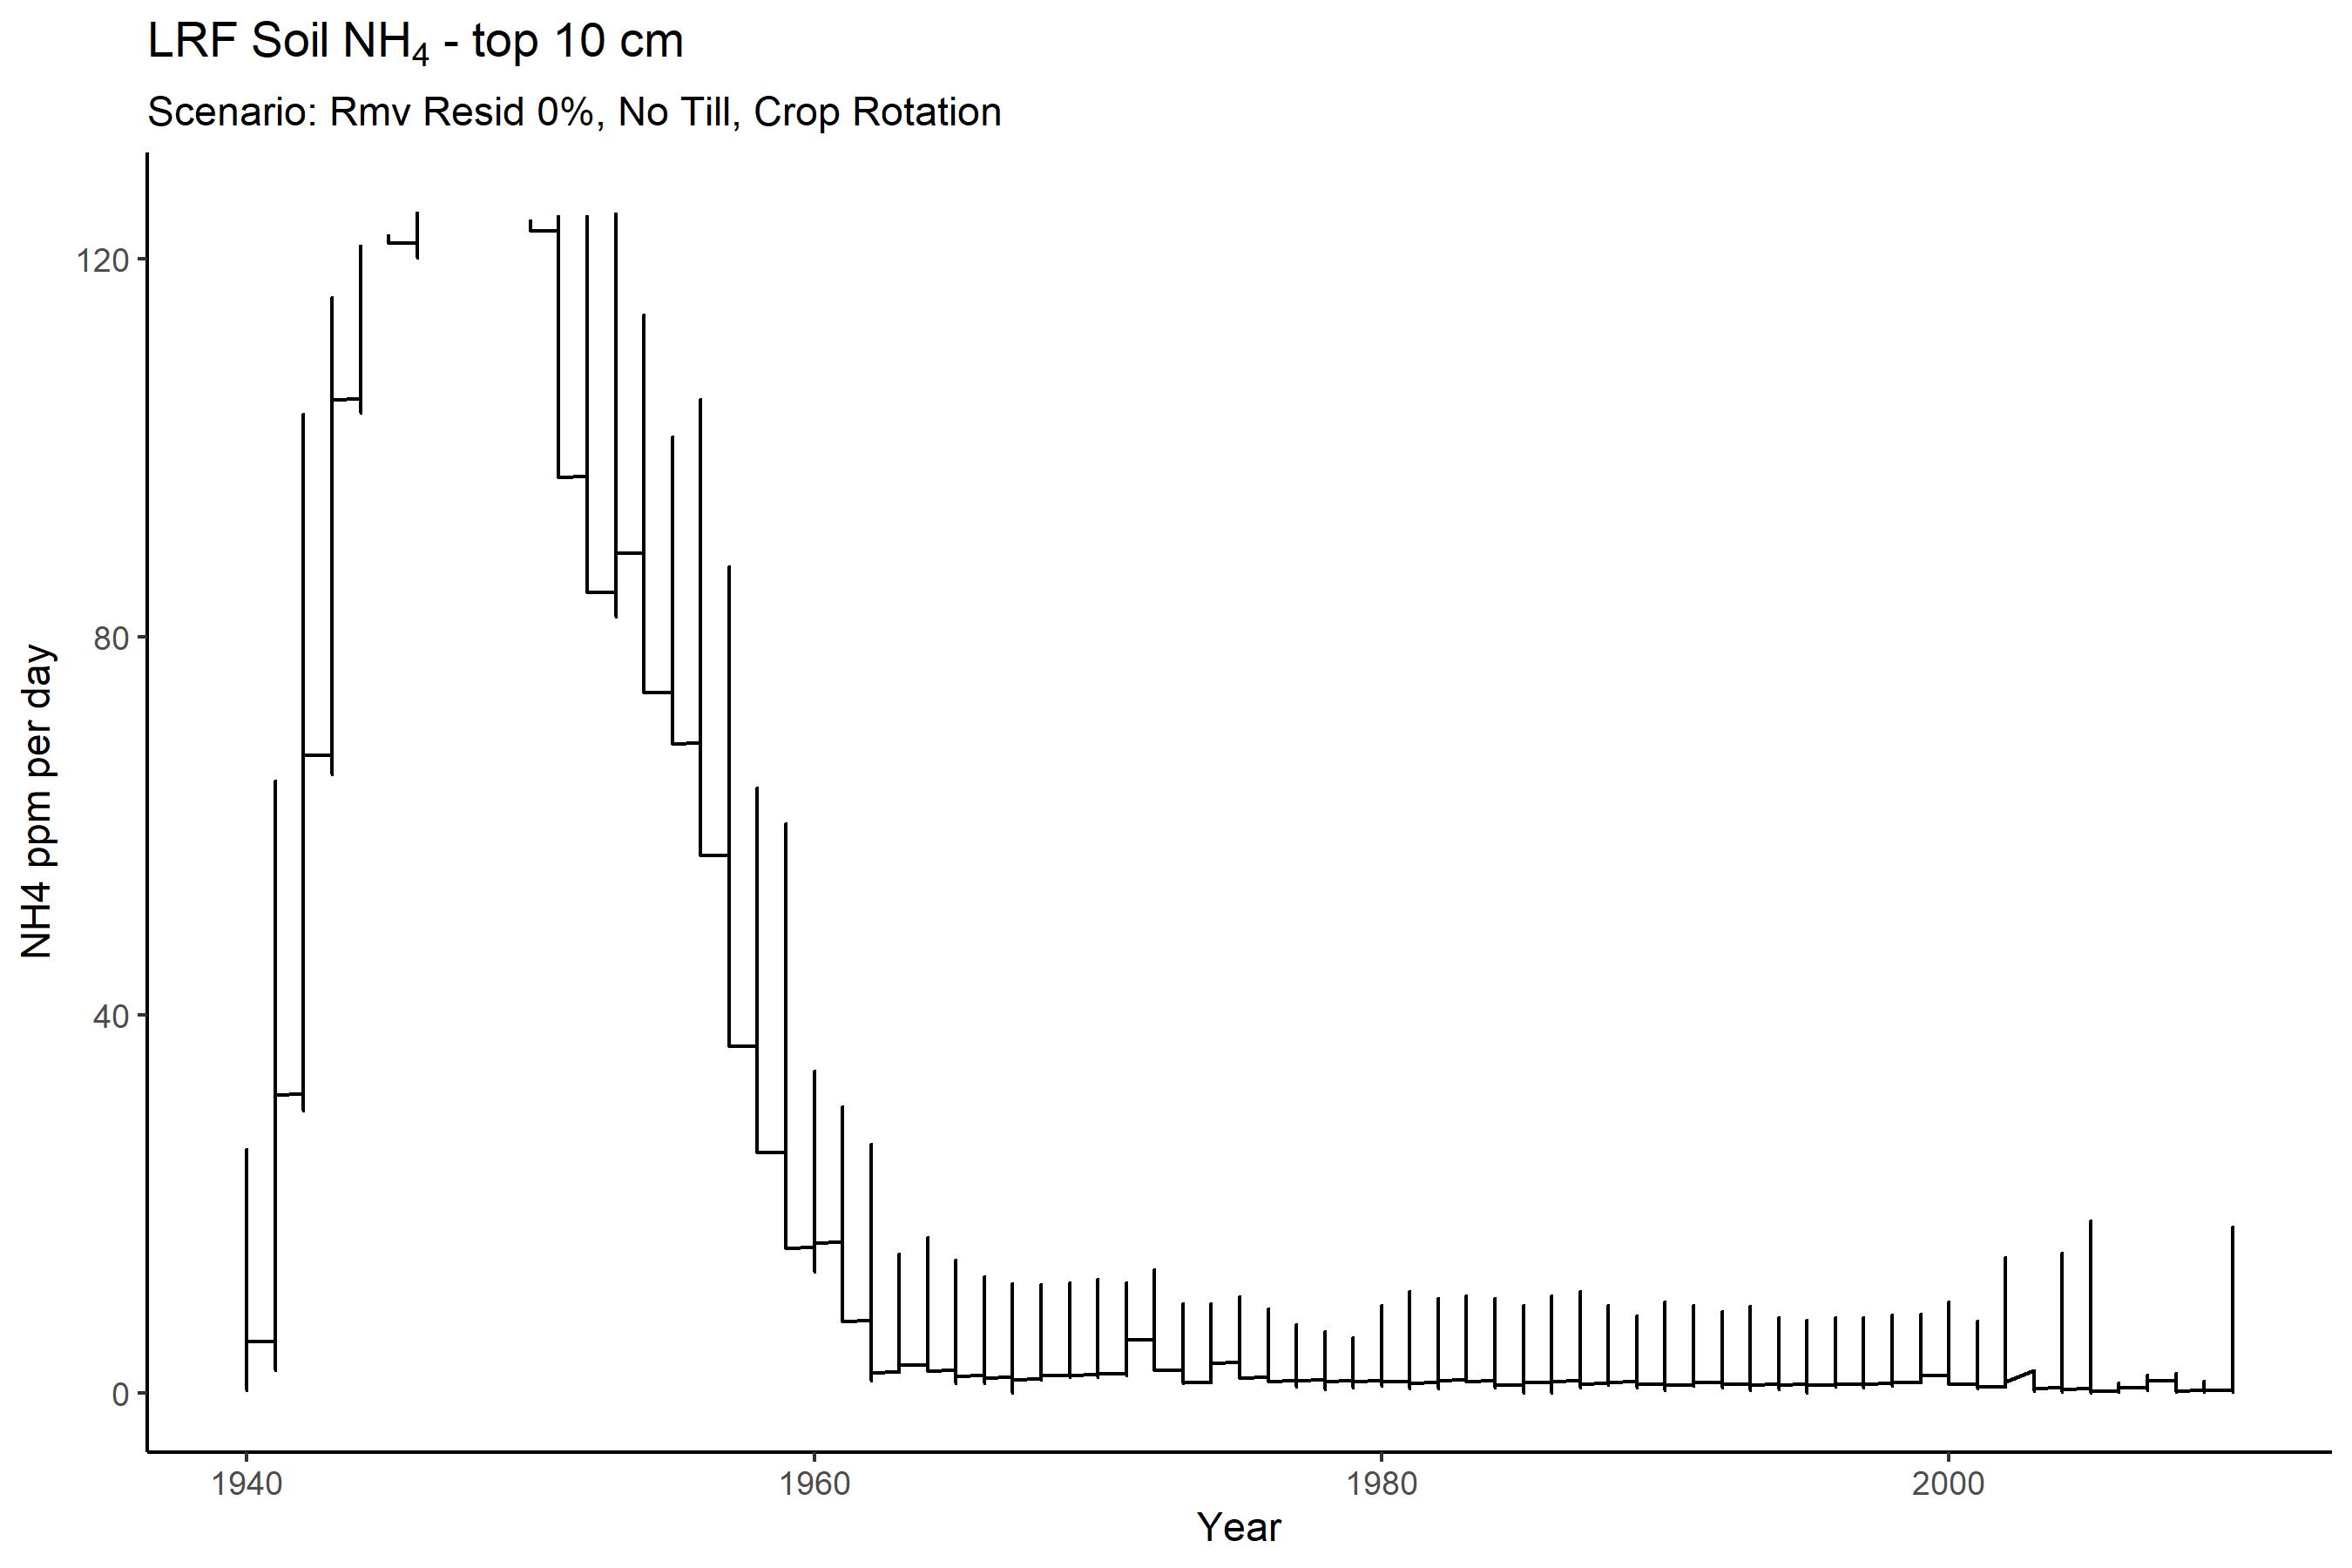 LRF Soil NH₄ - top 10 cm
Scenario: Rmv Resid 0%, No Till, Crop Rotation
NH4 ppm per day
120
80
40
0
1940 1960 1980 2000
Year